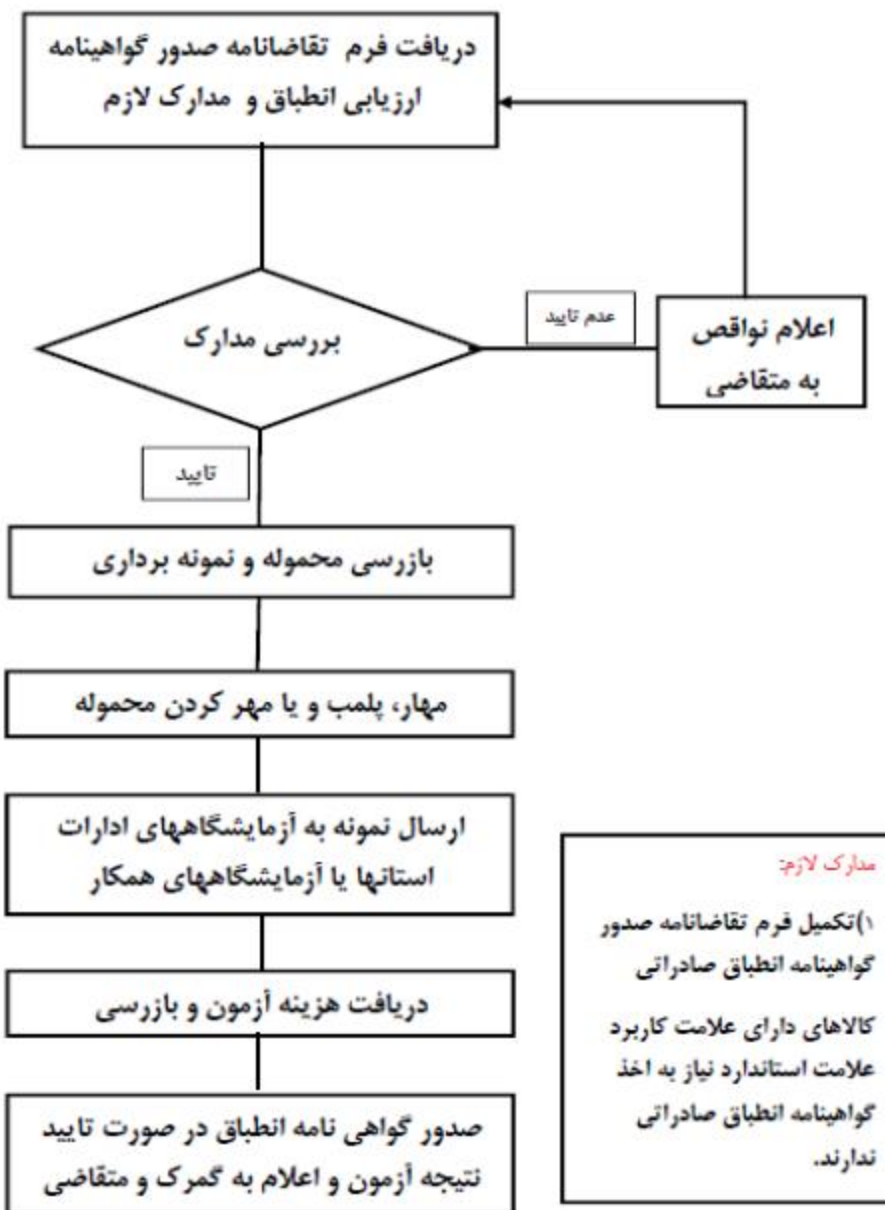 دریافت فرم تقاضانامه صدور گواهینامه
ارزیابی انطباق و مدارک لازم
بررسی مدارک
عدم تایید
اعلام نواقص
به متقاضی
تایید
بازرسی محموله و نمونه برداری
مهار، پلمب و یا مهر کردن محموله
ارسال نمونه به آزمایشگاههای ادارات
استانها یا آزمایشگاههای همکار
دریافت هزینه آزمون و بازرسی
صدور گواهی نامه انطباق در صورت تایید
نتیجه آزمون و اعلام به گمرک و متقاضی
مدارک لازم:
۱)تکمیل فرم تقاضانامه صدور
گواهینامه انطباق صادراتی
کالاهای دارای علامت کاربرد
علامت استاندارد نیاز به اخذ
گواهینامه انطباق صادراتی
ندارند.